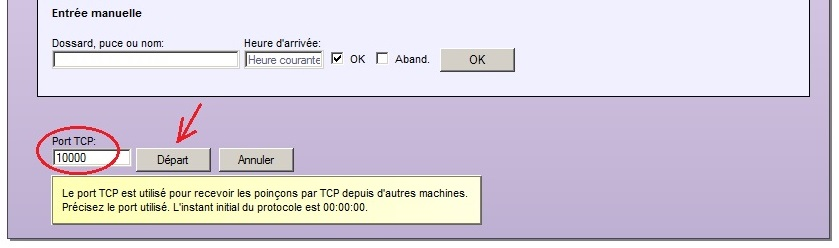 Entrée manuelle
Dossard, puce ou nom: Heure d'arrivée:
Heure courante OK Aband. OK
Port TCP:
10000 Départ Annuler
Le port TCP est utilisé pour recevoir les poinçons par TCP depuis d'autres machines.
Précisez le port utilisé. L'instant initial du protocole est 00:00:00.